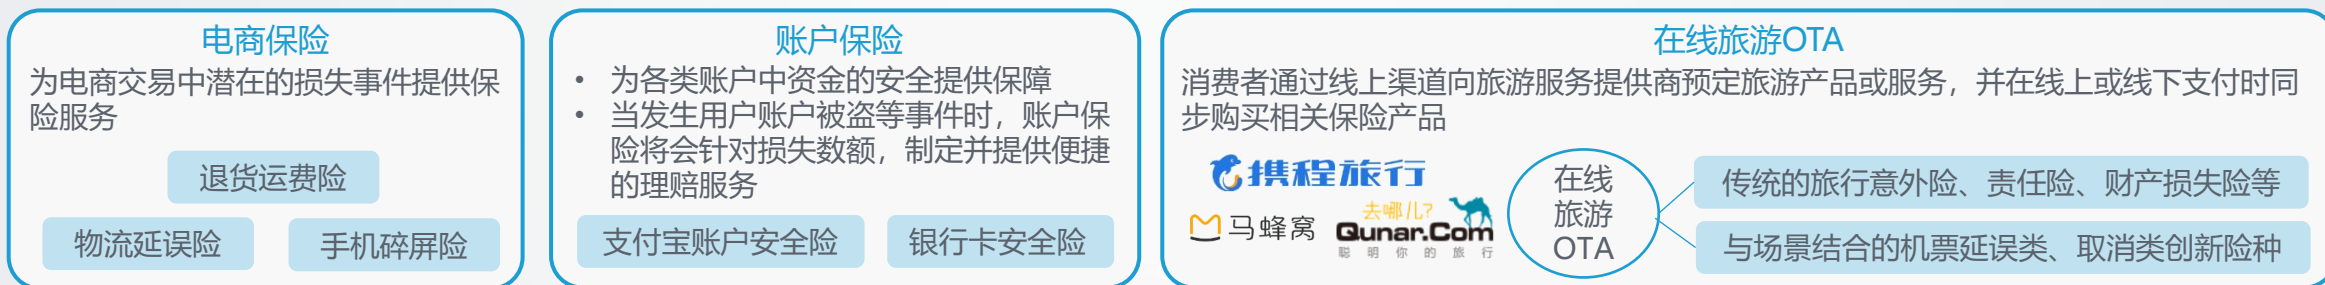 电商保险
为电商交易中潜在的损失事件提供保
险服务
退货运费险
物流延误险
手机碎屏险
账户保险
• 为各类账户中资金的安全提供保障
• 当发生用户账户被盗等事件时，账户保
险将会针对损失数额，制定并提供便捷
的理赔服务
支付宝账户安全险
银行卡安全险
在线旅游OTA
消费者通过线上渠道向旅游服务提供商预定旅游产品或服务，并在线上或线下支付时同
步购买相关保险产品
携程旅行
马蜂窝
去哪儿?
Qunar.Com
聪明你的旅行
在线
旅游
OTA
传统的旅行意外险、责任险、财产损失险等
与场景结合的机票延误类、取消类创新险种